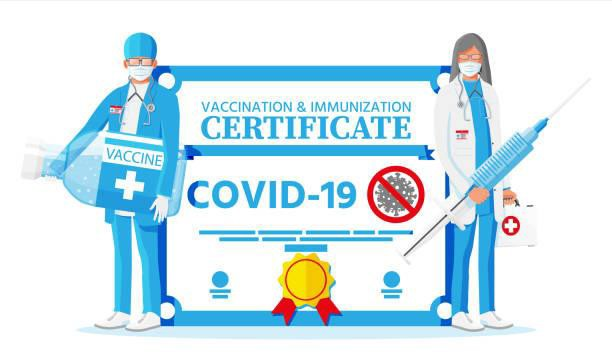 VACCINATION & IMMUNIZATION
CERTIFICATE
VACCINE
COVID-19